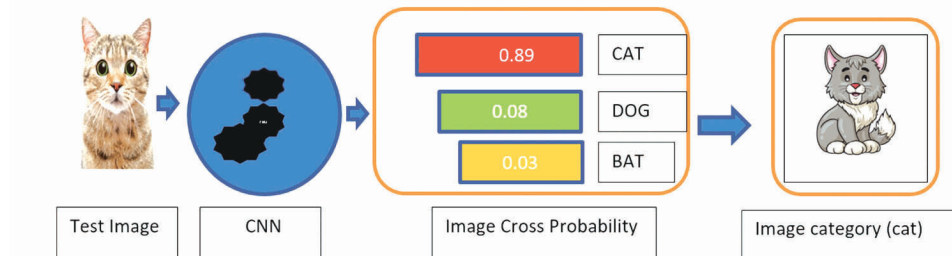 0.89
CAT
0.08
DOG
0.03
BAT
Test Image
CNN
Image Cross Probability
Image category (cat)